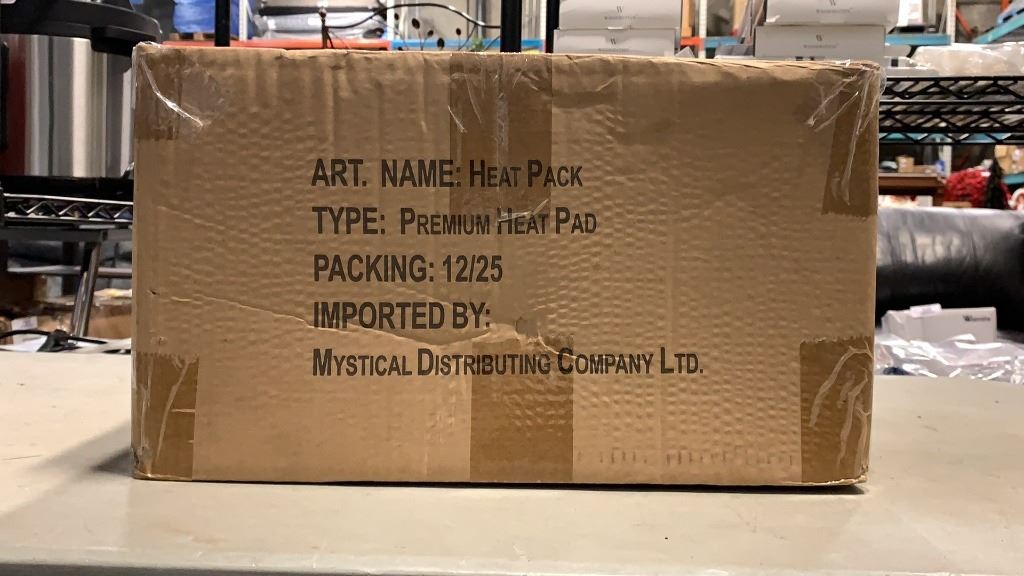 ART. NAME: HEAT PACK
TYPE: PREMIUM HEAT PAD
PACKING: 12/25
IMPORTED BY:
MYSTICAL DISTRIBUTING COMPANY LTD.